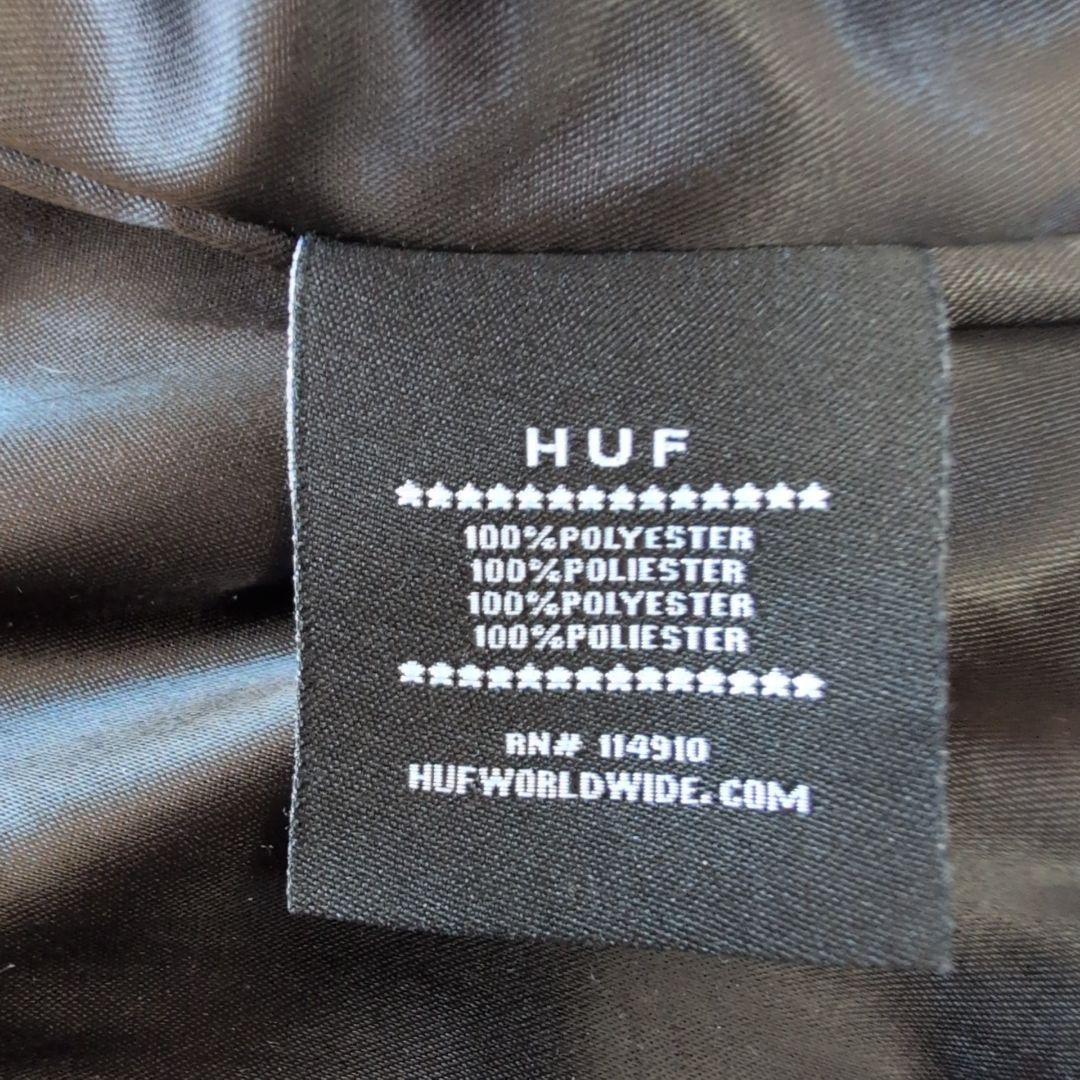 HUF
100%POLYESTER
100%POLIESTER
100%POLYESTER
100%POLIESTER
RN# 114910
HUFWORLDWIDE.COM